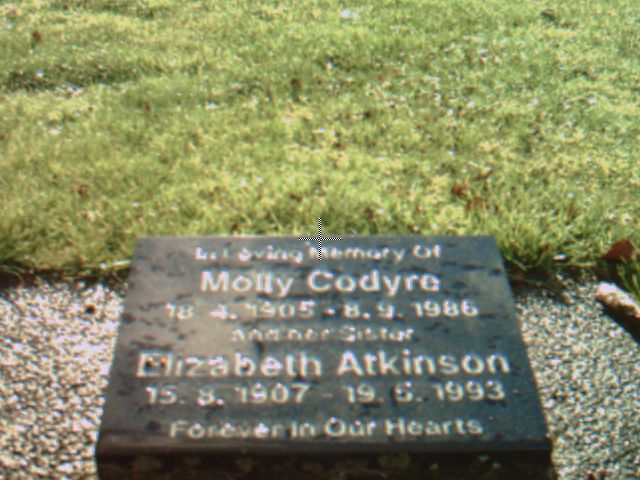 In Loving Memory Of
Molly Codyre
18. 4. 1905 - 8. 9. 1986
and her Sister
Elizabeth Atkinson
15. 8. 1907 - 19. 6. 1993
Forever In Our Hearts